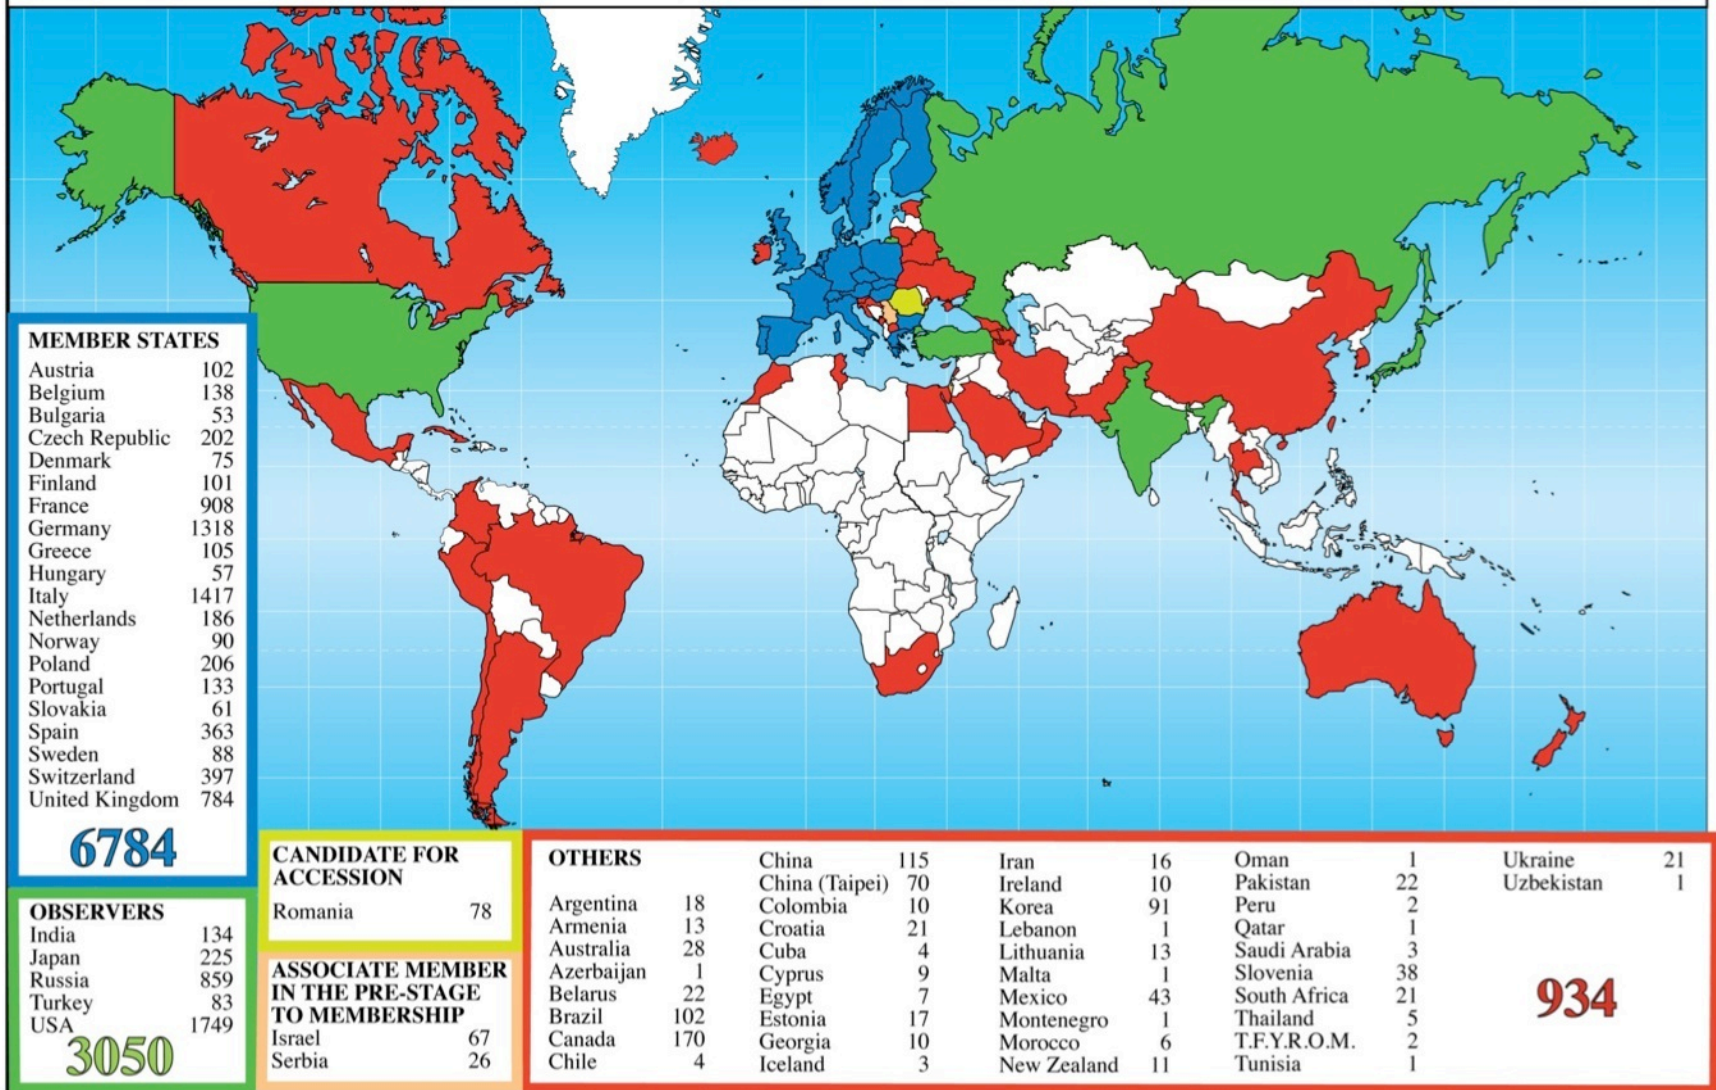 MEMBER STATES
Austria 102
Belgium 138
Bulgaria 53
Czech Republic 202
Denmark 75
Finland 101
France 908
Germany 1318
Greece 105
Hungary 57
Italy 1417
Netherlands 186
Norway 90
Poland 206
Portugal 133
Slovakia 61
Spain 363
Sweden 88
Switzerland 397
United Kingdom 784
6784
OBSERVERS
India 134
Japan 225
Russia 859
Turkey 83
USA 1749
3050
CANDIDATE FOR
ACCESSION
Romania 78
ASSOCIATE MEMBER
IN THE PRE-STAGE
TO MEMBERSHIP
Israel 67
Serbia 26
OTHERS
Argentina 18
Armenia 13
Australia 28
Azerbaijan 1
Belarus 22
Brazil 102
Canada 170
Chile 4
China 115
China (Taipei) 70
Colombia 10
Croatia 21
Cuba 4
Cyprus 9
Egypt 7
Estonia 17
Georgia 10
Iceland 3
Iran 16
Ireland 10
Korea 91
Lebanon 1
Lithuania 13
Malta 1
Mexico 43
Montenegro 1
Morocco 6
New Zealand 11
Oman 1
Pakistan 22
Peru 2
Qatar 1
Saudi Arabia 3
Slovenia 38
South Africa 21
Thailand 5
T.F.Y.R.O.M. 2
Tunisia 1
Ukraine 21
Uzbekistan 1
934